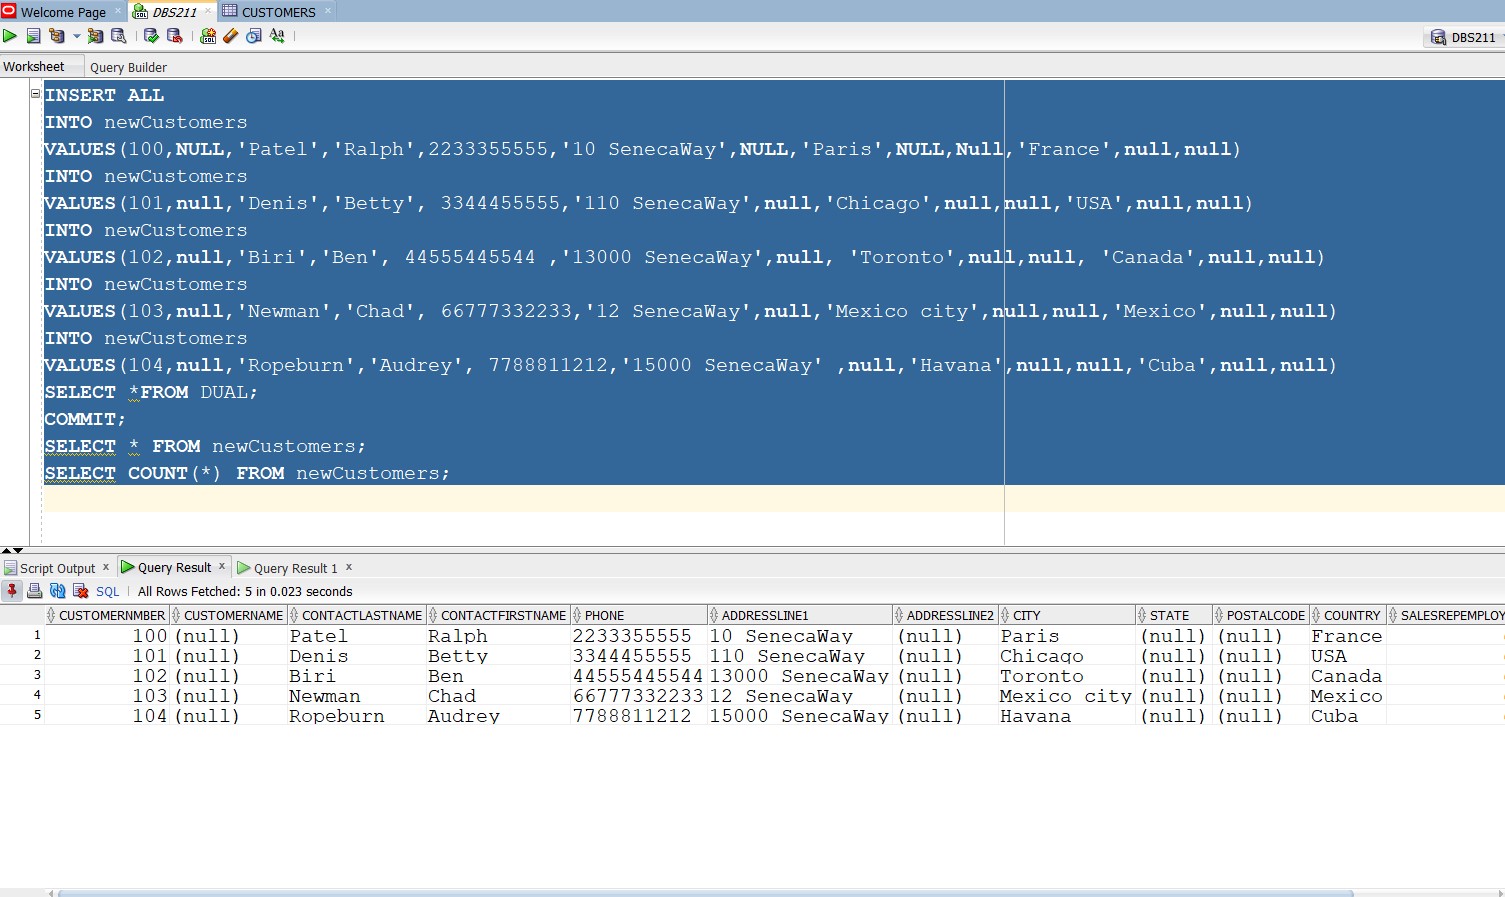 Welcome Page × DBS211 × CUSTOMERS ×
DBS211
Worksheet Query Builder
INSERT ALL
INTO newCustomers
VALUES(100,NULL,'Patel','Ralph',2233355555,'10 SenecaWay',NULL,'Paris',NULL,Null,'France',null,null)
INTO newCustomers
VALUES(101,null,'Denis','Betty', 3344455555,'110 SenecaWay',null,'Chicago',null,null,'USA',null,null)
INTO newCustomers
VALUES(102,null,'Biri','Ben', 44555445544 ,'13000 SenecaWay',null, 'Toronto',null,null, 'Canada',null,null)
INTO newCustomers
VALUES(103,null,'Newman','Chad', 66777332233,'12 SenecaWay',null,'Mexico city',null,null,'Mexico',null,null)
INTO newCustomers
VALUES(104,null,'Ropeburn','Audrey', 7788811212,'15000 SenecaWay' ,null,'Havana',null,null,'Cuba',null,null)
SELECT *FROM DUAL;
COMMIT;
SELECT * FROM newCustomers;
SELECT COUNT(*) FROM newCustomers;
Script Output × Query Result × Query Result 1 ×
SQL | All Rows Fetched: 5 in 0.023 seconds
CUSTOMERNMBER CUSTOMERNAME CONTACTLASTNAME CONTACTFIRSTNAME PHONE ADDRESSLINE1 ADDRESSLINE2 CITY STATE POSTALCODE COUNTRY SALESREPEMPLOY
1 100 (null) Patel Ralph 2233355555 10 SenecaWay (null) Paris (null) (null) France
2 101 (null) Denis Betty 3344455555 110 SenecaWay (null) Chicago (null) (null) USA
3 102 (null) Biri Ben 44555445544 13000 SenecaWay (null) Toronto (null) (null) Canada
4 103 (null) Newman Chad 66777332233 12 SenecaWay (null) Mexico city (null) (null) Mexico
5 104 (null) Ropeburn Audrey 7788811212 15000 SenecaWay (null) Havana (null) (null) Cuba